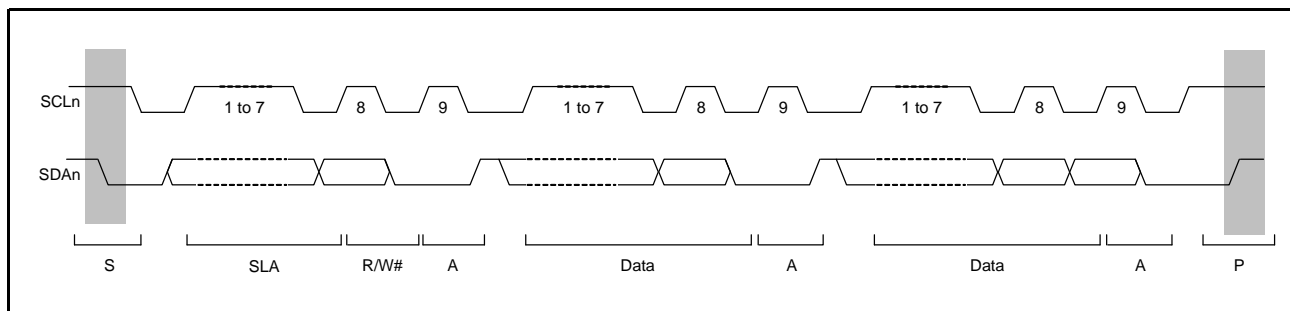 SCLn
1 to 7 8 9 1 to 7 8 9 1 to 7 8 9
SDAn
S SLA R/W# A Data A Data A P